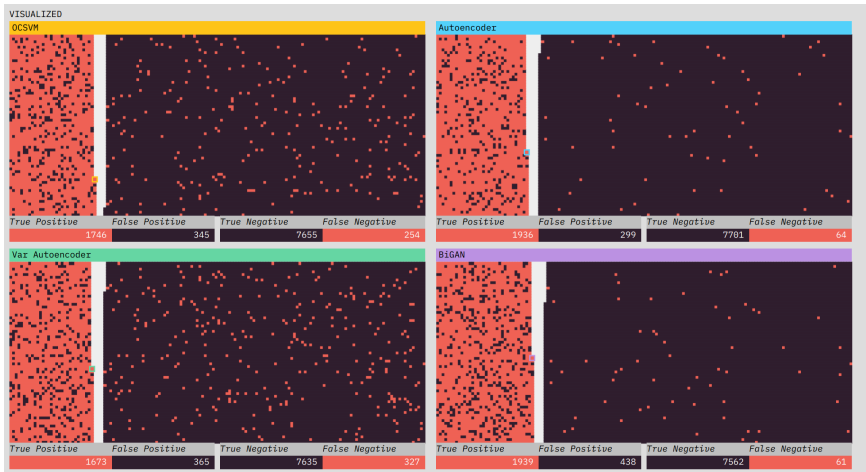 VISUALIZED
OCSVM
True Positive False Positive True Negative False Negative
1746 345 7655 254
Autoencoder
True Positive False Positive True Negative False Negative
1936 299 7701 64
Var Autoencoder
True Positive False Positive True Negative False Negative
1673 365 7635 327
BiGAN
True Positive False Positive True Negative False Negative
1939 438 7562 61